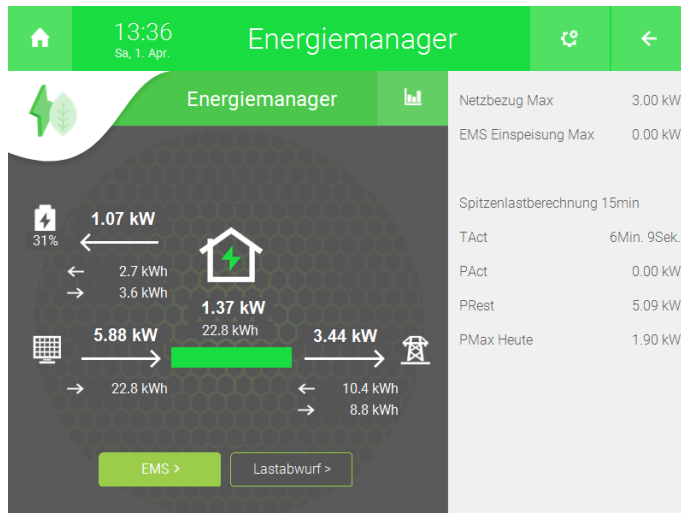 13:36
Sa, 1. Apr.
Energiemanager
Energiemanager
Netzbezug Max 3.00 kW
EMS Einspeisung Max 0.00 kW
Spitzenlastberechnung 15min
TAct 6Min. 9Sek.
PAct 0.00 kW
PRest 5.09 kW
PMax Heute 1.90 kW
31%
1.07 kW
← 2.7 kWh
→ 3.6 kWh
1.37 kW
22.8 kWh
5.88 kW
→ 22.8 kWh
3.44 kW
← 10.4 kWh
→ 8.8 kWh
EMS >
Lastabwurf >